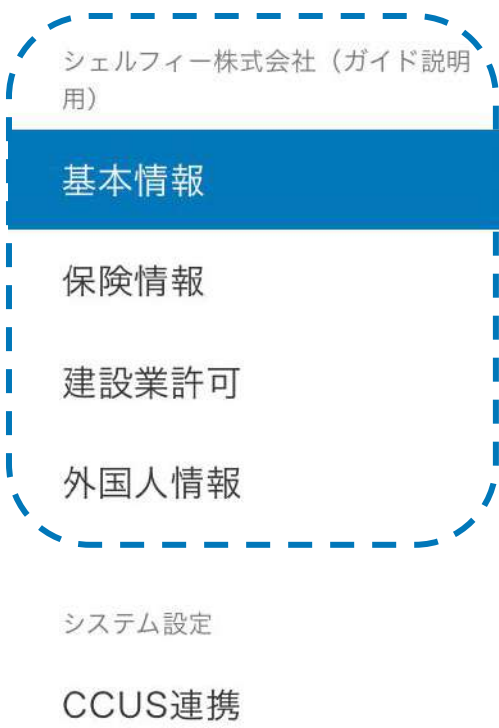 シェルフィー株式会社（ガイド説明
用）
基本情報
保険情報
建設業許可
外国人情報
システム設定
CCUS連携